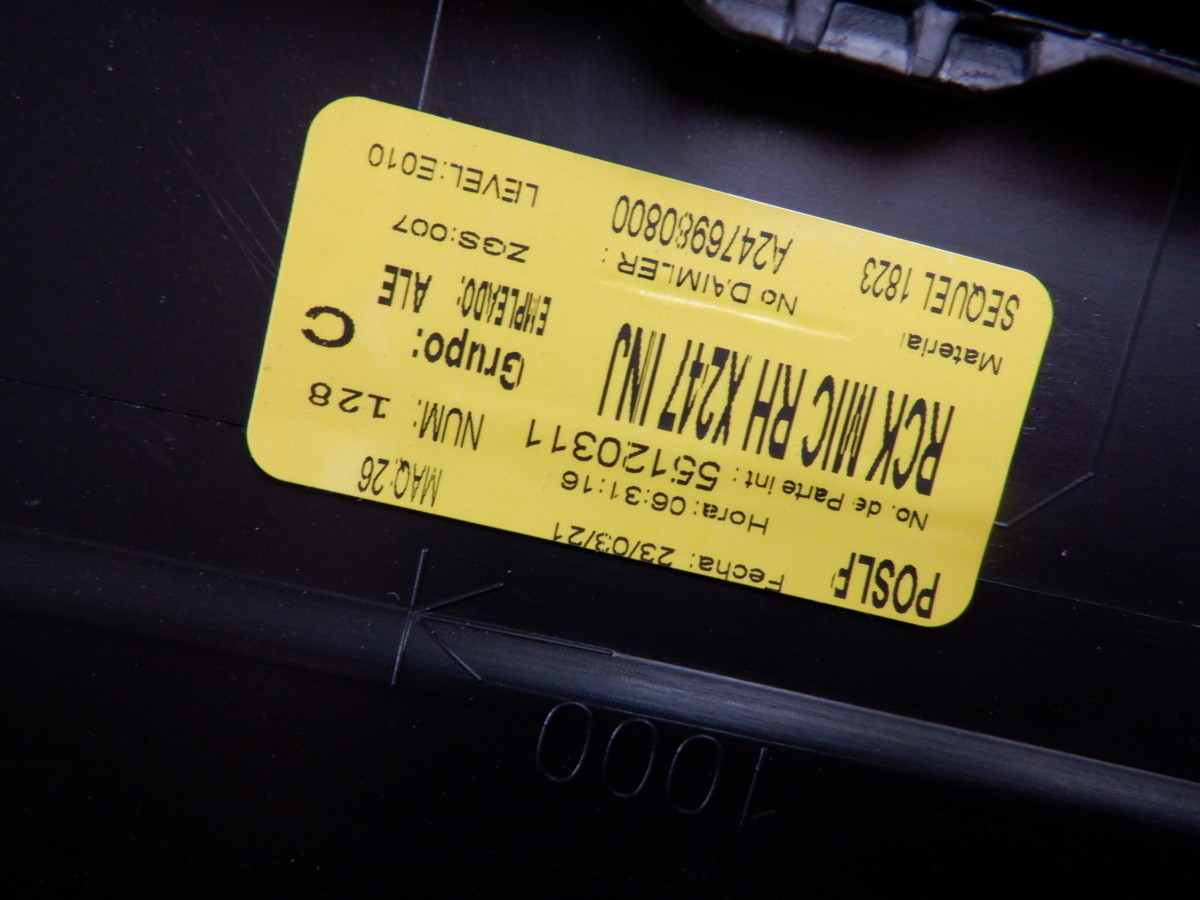 POSLF
Fecha: 23/03/21
Hora: 06:31:16
MAQ.26
No. de Parte int: 55120311
NUM: 128
RCK MIC RH X247 INJ
Grupo: C
EMPLEADO: ALE
Material
SEQUEL 1823
No DAIMLER:
A2476980800
ZGS:007
LEVEL:E010
1000